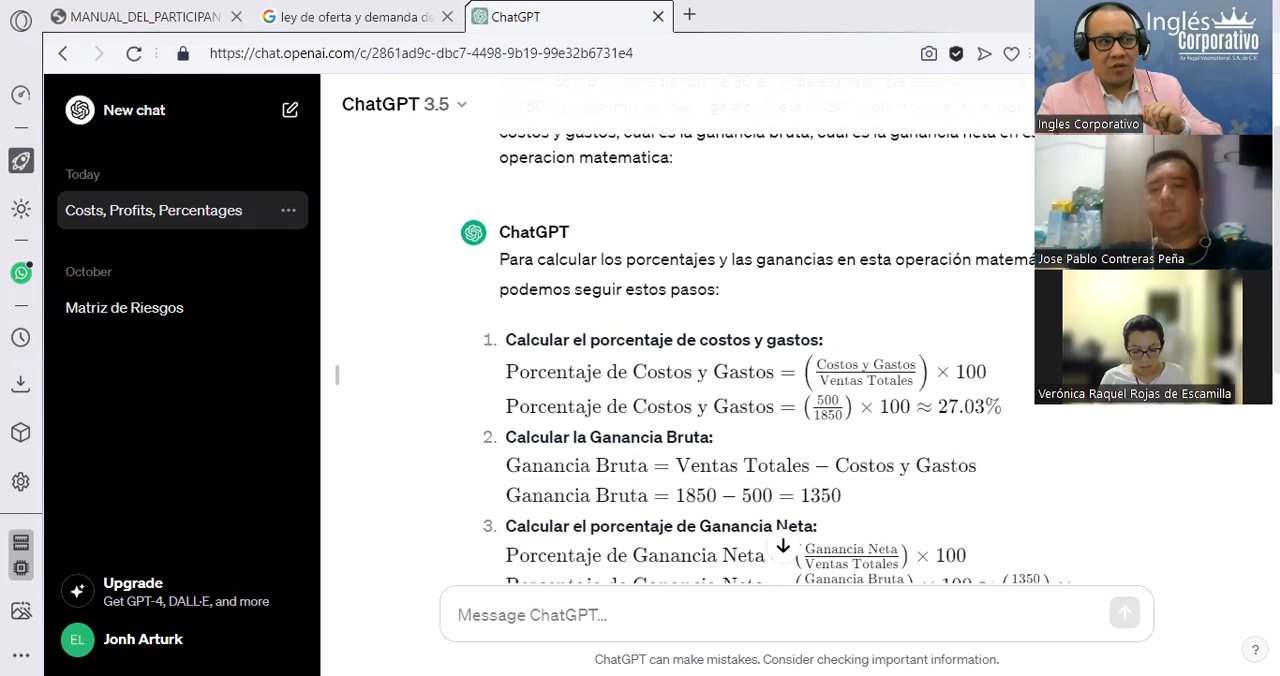 MANUAL_DEL_PARTICIPAN
ley de oferta y demanda de
ChatGPT
https://chat.openai.com/c/2861ad9c-dbc7-4498-9b19-99e32b6731e4
New chat
Today
Costs, Profits, Percentages
October
Matriz de Riesgos
Upgrade
Get GPT-4, DALL·E, and more
EL
Jonh Arturk
ChatGPT 3.5
costos y gastos, cual es la ganancia bruta, cual es la ganancia neta en es
operacion matematica:
ChatGPT
Para calcular los porcentajes y las ganancias en esta operación matemá
podemos seguir estos pasos:
1. Calcular el porcentaje de costos y gastos:
Porcentaje de Costos y Gastos = (Costos y Gastos / Ventas Totales) × 100
Porcentaje de Costos y Gastos = (500 / 1850) × 100 ≈ 27.03%
2. Calcular la Ganancia Bruta:
Ganancia Bruta = Ventas Totales − Costos y Gastos
Ganancia Bruta = 1850 − 500 = 1350
3. Calcular el porcentaje de Ganancia Neta:
Porcentaje de Ganancia Neta (Ganancia Neta / Ventas Totales) × 100
Message ChatGPT...
ChatGPT can make mistakes. Consider checking important information.
?
Inglés
Corporativo
By Regal International, S.A. de C.V.
Ingles Corporativo
Jose Pablo Contreras Peña
Verónica Raquel Rojas de Escamilla